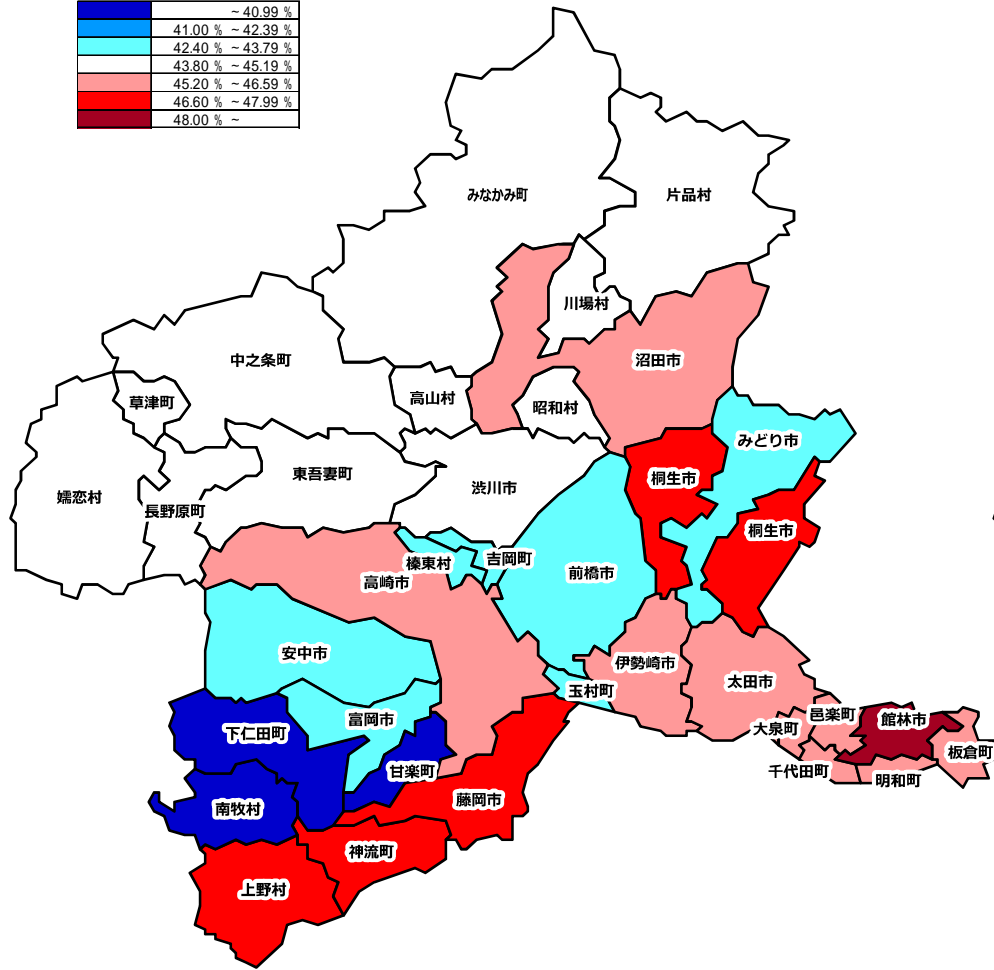 ~ 40.99 %
41.00 % ~ 42.39 %
42.40 % ~ 43.79 %
43.80 % ~ 45.19 %
45.20 % ~ 46.59 %
46.60 % ~ 47.99 %
48.00 % ~
みなかみ町
片品村
川場村
中之条町
沼田市
草津町
高山村
昭和村
みどり市
東吾妻町
渋川市
桐生市
嬬恋村
長野原町
桐生市
吉岡町
榛東村
前橋市
高崎市
安中市
伊勢崎市
太田市
玉村町
富岡市
邑楽町
館林市
下仁田町
大泉町
板倉町
甘楽町
千代田町
明和町
藤岡市
南牧村
神流町
上野村